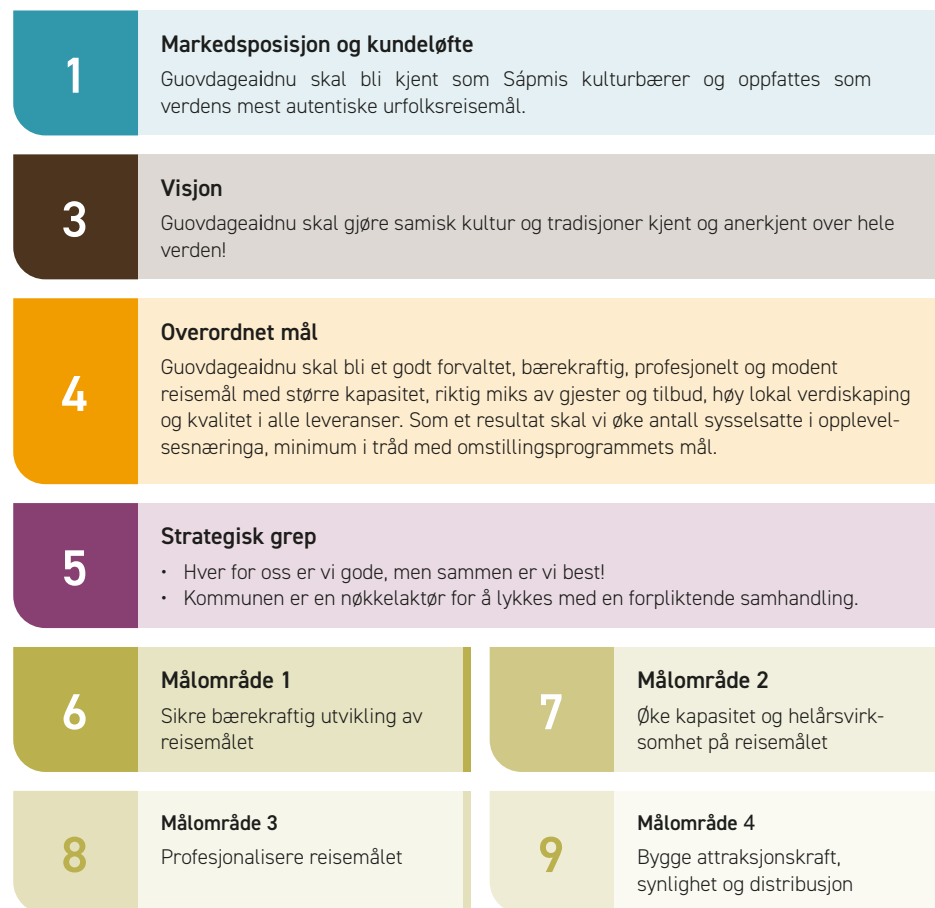 1
Markedsposisjon og kundeløfte
Guovdageaidnu skal bli kjent som Sápmis kulturbærer og oppfattes som
verdens mest autentiske urfolksreisemål.
3
Visjon
Guovdageaidnu skal gjøre samisk kultur og tradisjoner kjent og anerkjent over hele
verden!
4
Overordnet mål
Guovdageaidnu skal bli et godt forvaltet, bærekraftig, profesjonelt og modent
reisemål med større kapasitet, riktig miks av gjester og tilbud, høy lokal verdiskaping
og kvalitet i alle leveranser. Som et resultat skal vi øke antall sysselsatte i opplevel-
sesnæringa, minimum i tråd med omstillingsprogrammets mål.
5
Strategisk grep
• Hver for oss er vi gode, men sammen er vi best!
• Kommunen er en nøkkelaktør for å lykkes med en forpliktende samhandling.
6
Målområde 1
Sikre bærekraftig utvikling av
reisemålet
7
Målområde 2
Øke kapasitet og helårsvirk-
somhet på reisemålet
8
Målområde 3
Profesjonalisere reisemålet
9
Målområde 4
Bygge attraksjonskraft,
synlighet og distribusjon